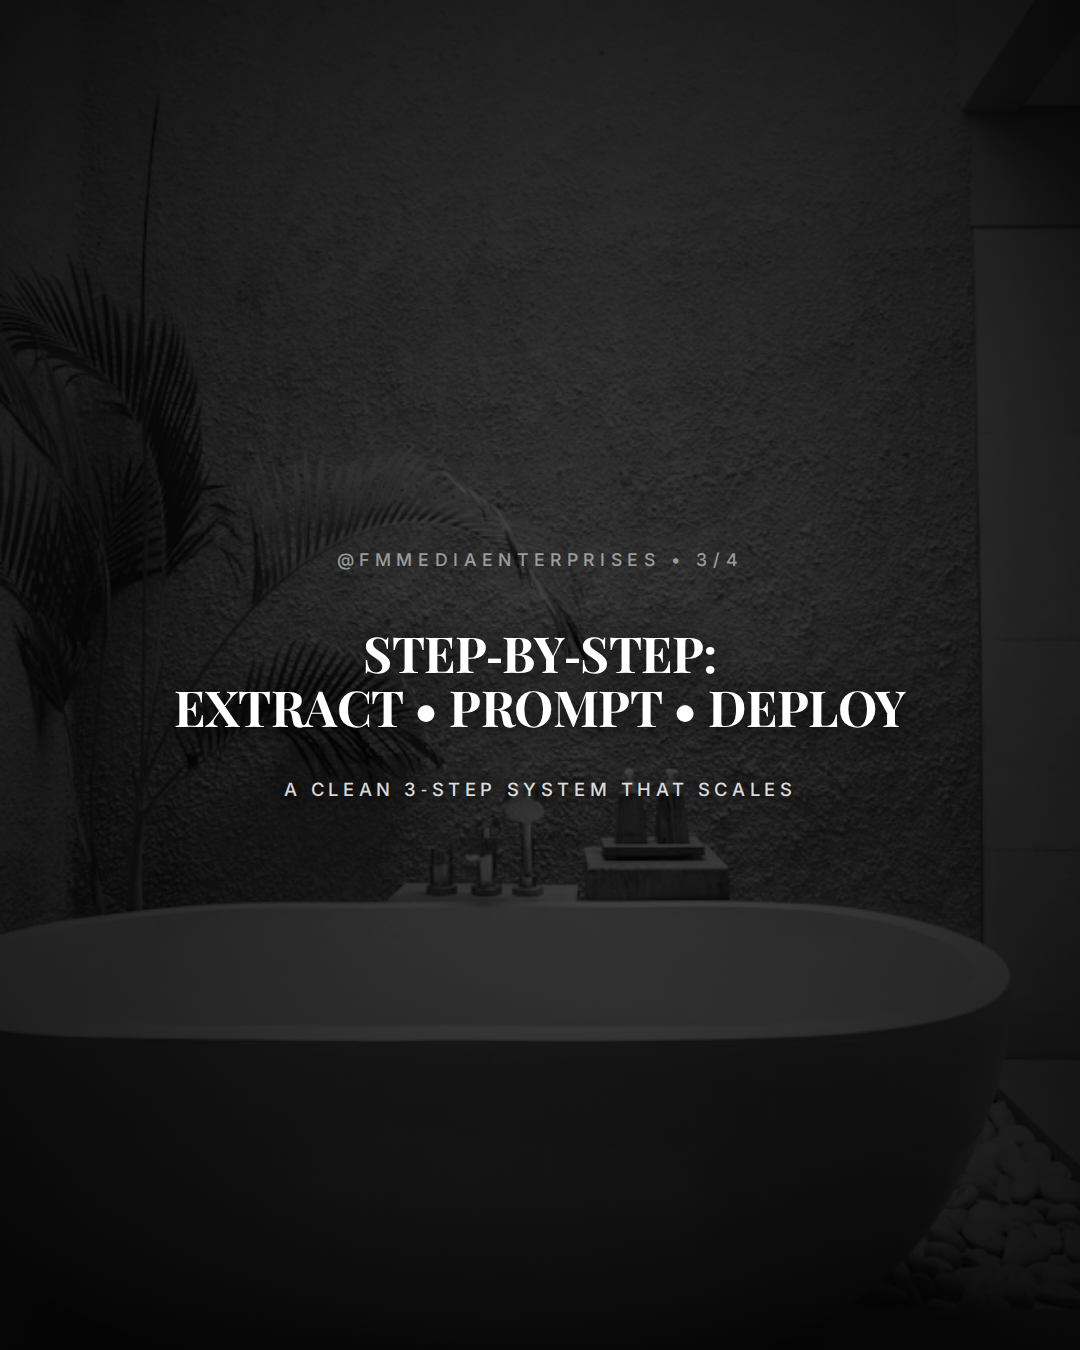 @FMMEDIAENTERPRISES • 3/4
STEP-BY-STEP:
EXTRACT • PROMPT • DEPLOY
A CLEAN 3-STEP SYSTEM THAT SCALES